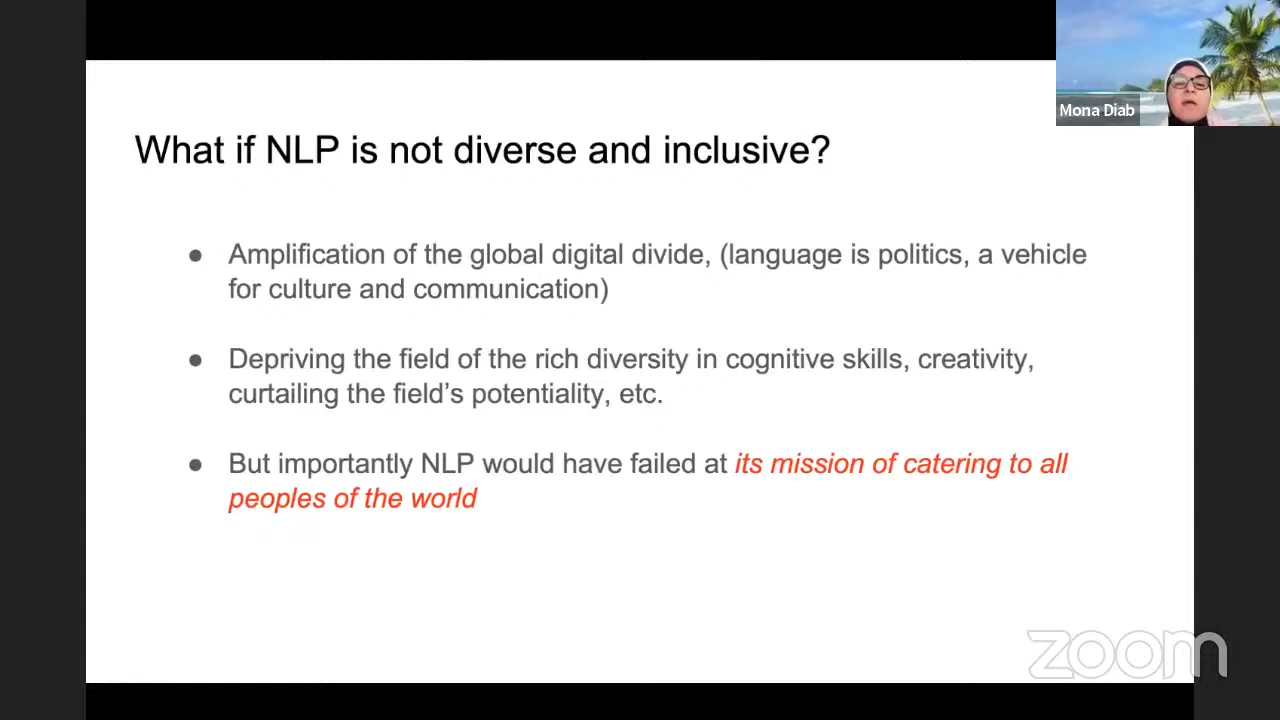 Mona Diab
What if NLP is not diverse and inclusive?
● Amplification of the global digital divide, (language is politics, a vehicle
for culture and communication)
● Depriving the field of the rich diversity in cognitive skills, creativity,
curtailing the field's potentiality, etc.
● But importantly NLP would have failed at its mission of catering to all
peoples of the world
zoom